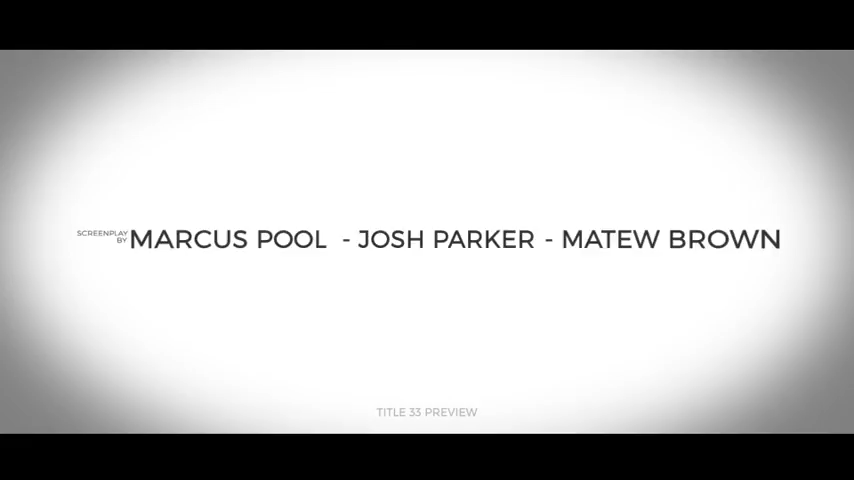 SCREENPLAY
BY
MARCUS POOL - JOSH PARKER - MATEW BROWN
TITLE 33 PREVIEW